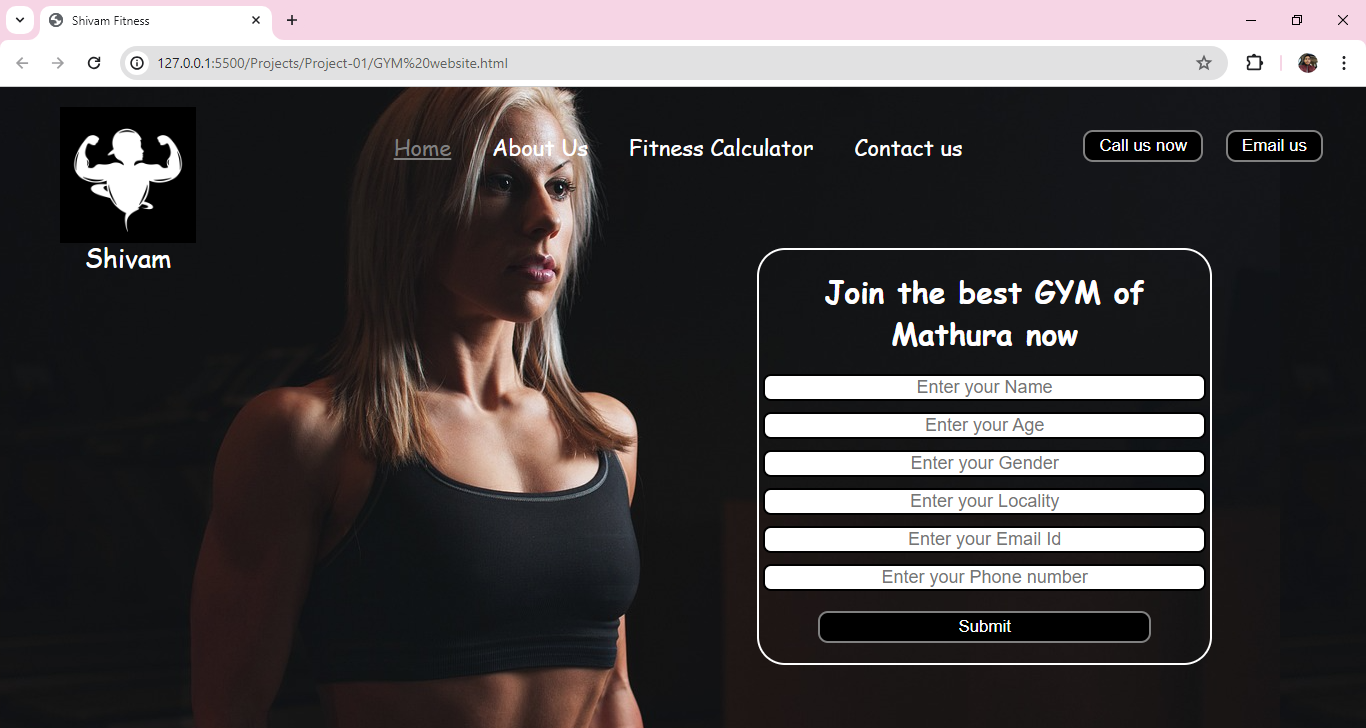 Shivam Fitness
127.0.0.1:5500/Projects/Project-01/GYM%20website.html
Home About Us Fitness Calculator Contact us Call us now Email us
Shivam
Join the best GYM of
Mathura now
Enter your Name
Enter your Age
Enter your Gender
Enter your Locality
Enter your Email Id
Enter your Phone number
Submit